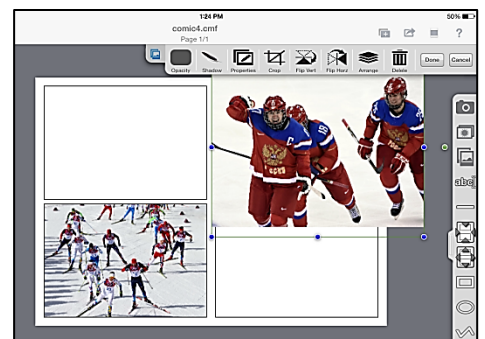 1:24 PM
50%
comic4.cmf
Page 1/1
?
Opacity Shadow Properties Crop Flip Vert Flip Horz Arrange Delete Done Cancel
C
18
abc